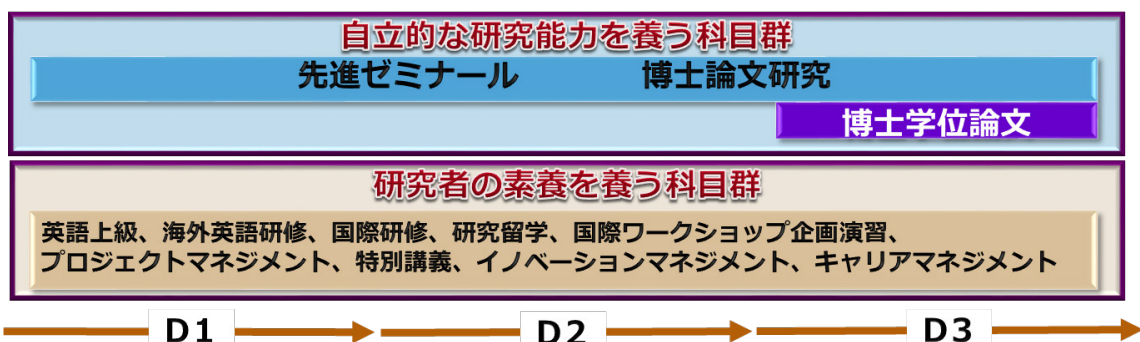 自立的な研究能力を養う科目群
先進ゼミナール 博士論文研究
博士学位論文
研究者の素養を養う科目群
英語上級、海外英語研修、国際研修、研究留学、国際ワークショップ企画演習、
プロジェクトマネジメント、特別講義、イノベーションマネジメント、キャリアマネジメント
D1 D2 D3